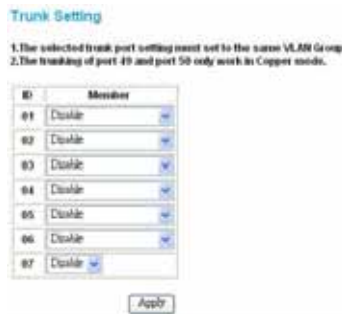 Trunk Setting
1.The selected trunk port setting must set to the same VLAN Group
2.The trunking of port 49 and port 50 only work in Copper mode.
ID Member
01 Disable
02 Disable
03 Disable
04 Disable
05 Disable
06 Disable
07 Disable
Apply